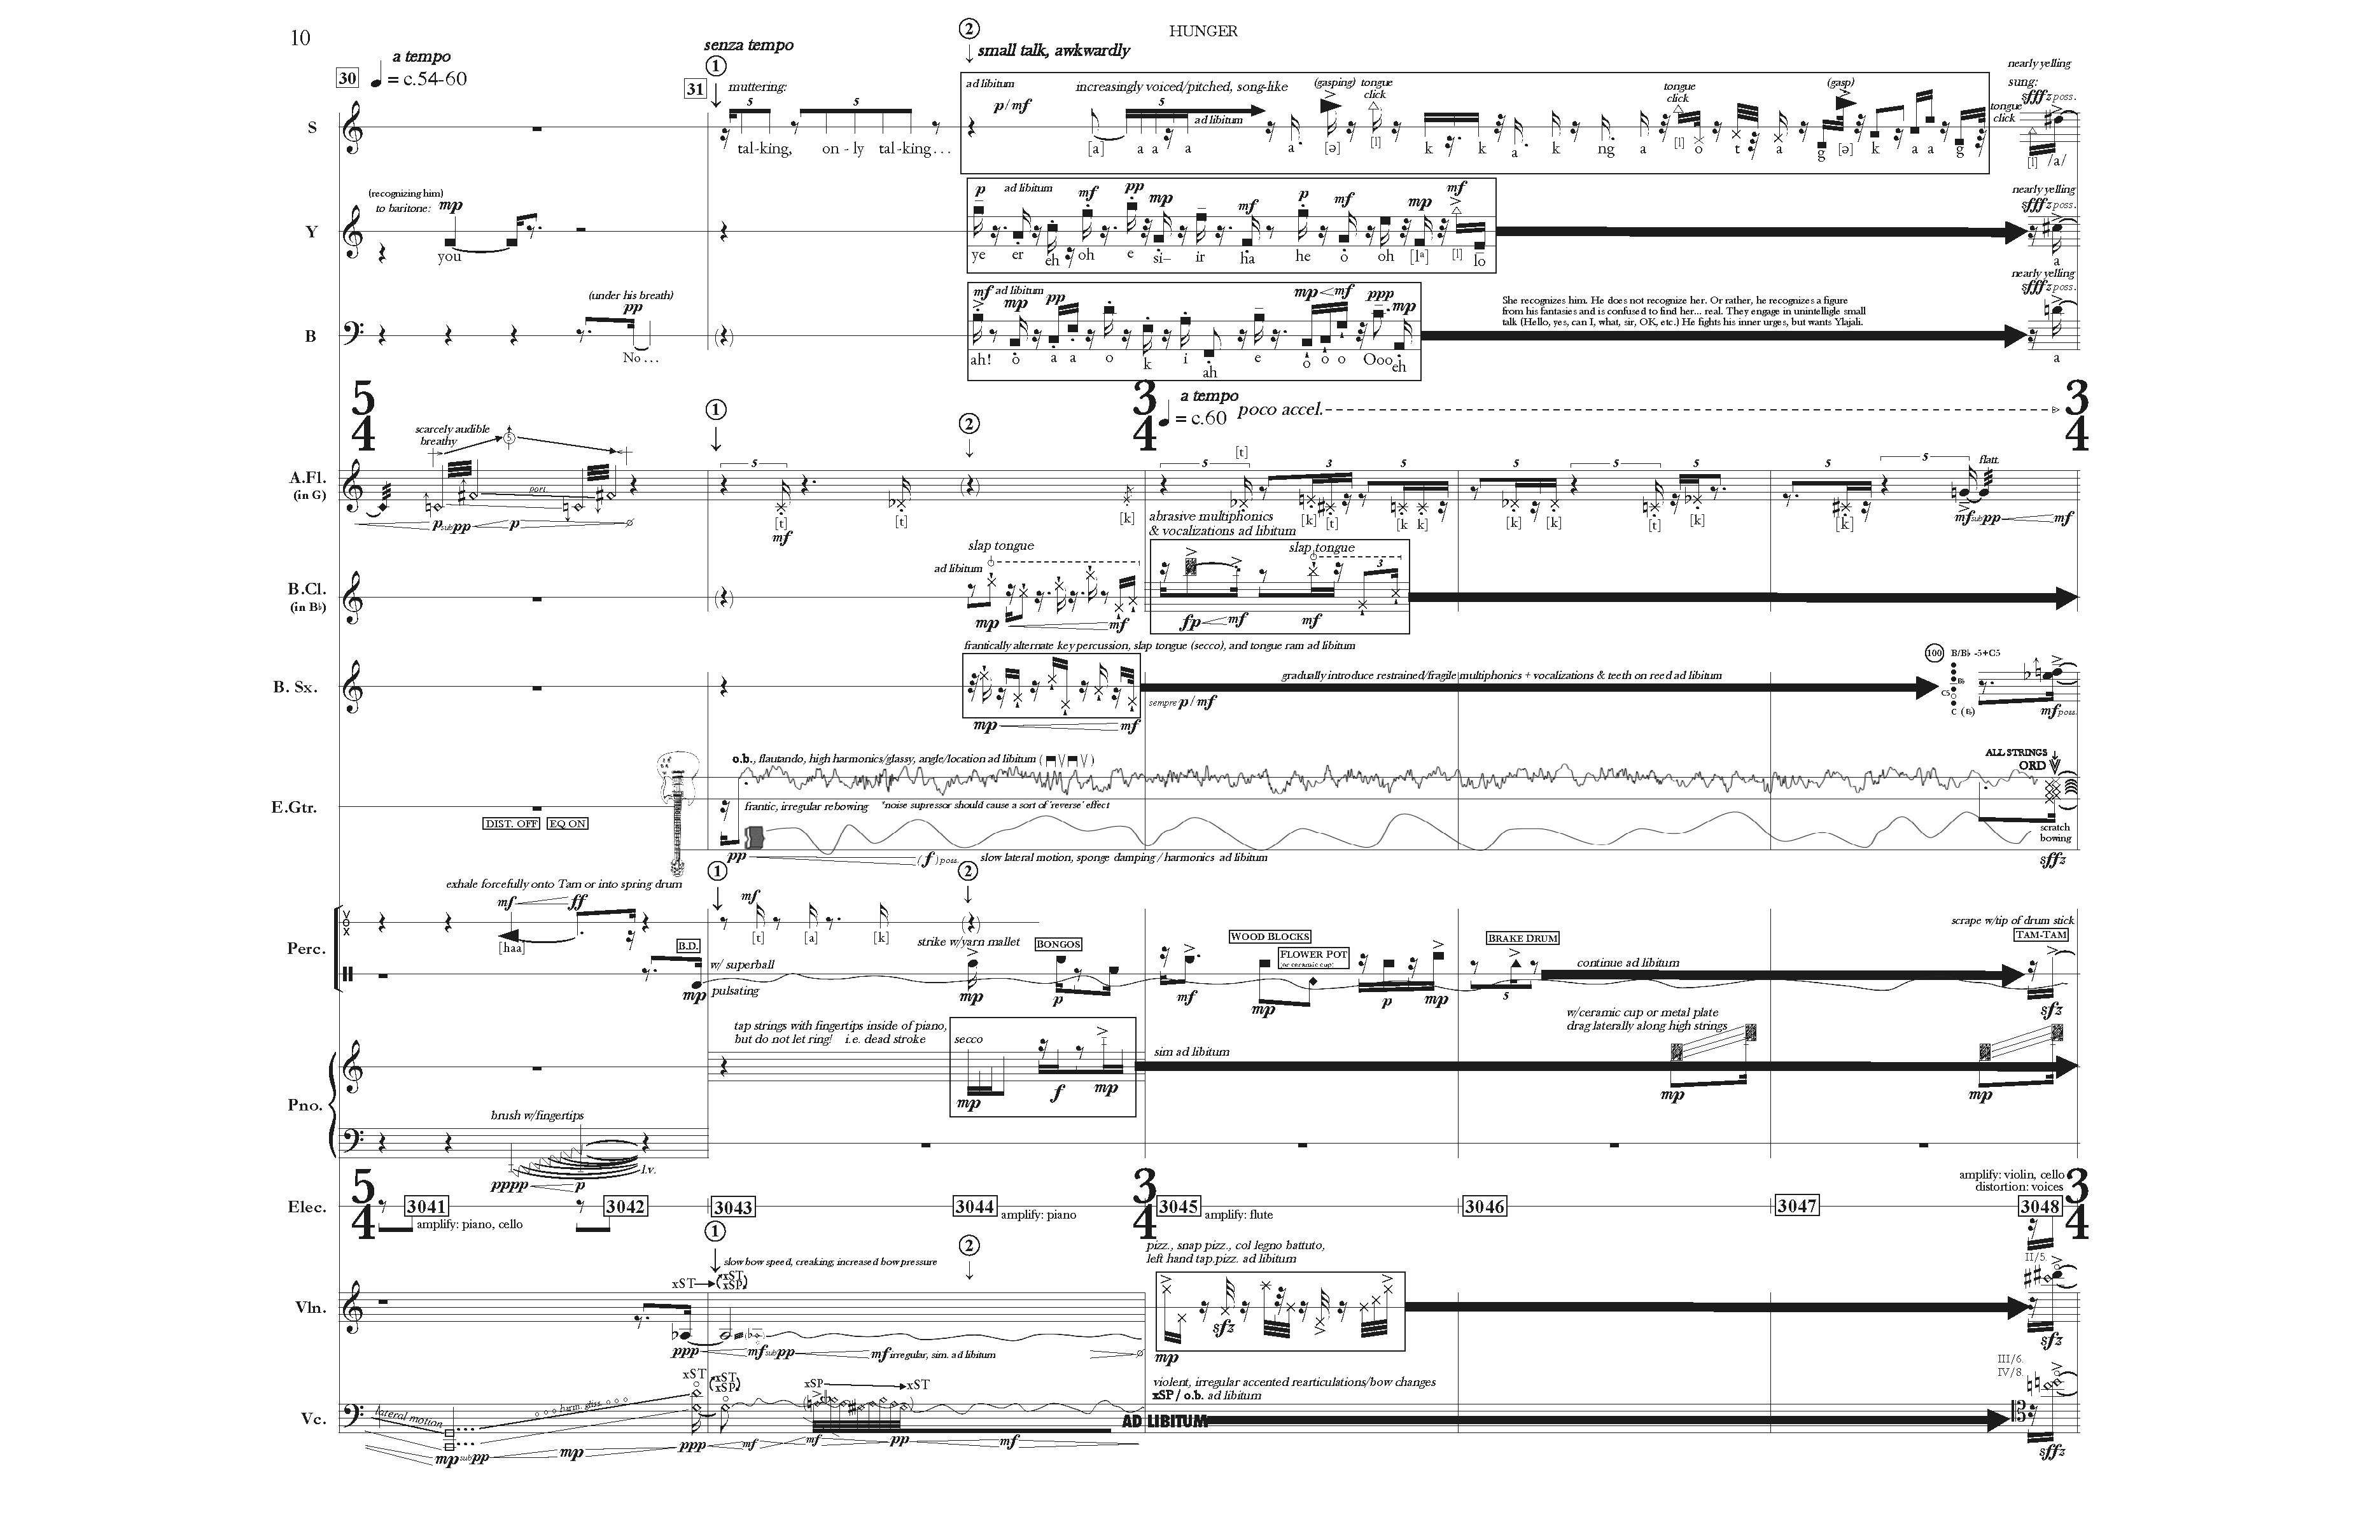 10
HUNGER
30
a tempo
= c.54-60
31
senza tempo
1
muttering:
5
5
2
small talk, awkwardly
ad libitum
p/mf
increasingly voiced/pitched, song-like
5
ad libitum
(gasping)
tongue click
tongue click
(gasp)
tongue click
nearly yelling
sung:
sfffz poss.
S
tal-king, on - ly tal-king...
[a] a a a a. [ə] [l] k k a. k ng a [l] o t a g [ə] k a a g [l] /a/
(recognizing him)
to baritone:
mp
p ad libitum mf pp mp mf p mf mp mf
nearly yelling
sfffz poss.
Y
you
ye er eh oh e si– ir ha he o oh [lª] [l] lo
a
(under his breath)
pp
mf ad libitum mp pp mp mf ppp mp
She recognizes him. He does not recognize her. Or rather, he recognizes a figure
from his fantasies and is confused to find her... real. They engage in unintelligle small
talk (Hello, yes, can I, what, sir, OK, etc.) He fights his inner urges, but wants Ylajali.
nearly yelling
sfffz poss.
B
No...
ah! o a a o k i ah e o o o Ooo eh
a
5 4
1
2
3 4
a tempo
= c.60
poco accel.
3 4
scarcely audible
breathy
5
port.
A.Fl.
(in G)
p sub pp p
5
[t]
mf
[t]
[k]
5
[t]
3
5
[k] [t] [k] [k]
5 5 5
[k] [k] [t] [k]
5 5
[k]
flatt.
mf sub pp mf
B.Cl.
(in B♭)
slap tongue
ad libitum
mp mf
abrasive multiphonics
& vocalizations ad libitum
slap tongue
3
fp mf mf
B. Sx.
frantically alternate key percussion, slap tongue (secco), and tongue ram ad libitum
mp mf
sempre p / mf
gradually introduce restrained/fragile multiphonics + vocalizations & teeth on reed ad libitum
100
B/B♭ -5+C5
B♭
C5
C (B♭)
mf poss.
E.Gtr.
DIST. OFF
EQ ON
o.b., flautando, high harmonics/glassy, angle/location ad libitum
frantic, irregular rebowing
*noise supressor should cause a sort of 'reverse' effect
pp
(f) poss.
slow lateral motion, sponge damping / harmonics ad libitum
ALL STRINGS
ORD
scratch
bowing
sffz
Perc.
VOX
exhale forcefully onto Tam or into spring drum
mf ff
[haa]
B.D.
mp
1
mf
[t] [a] [k]
w/ superball
pulsating
2
strike w/yarn mallet
mp
BONGOS
p
mf
WOOD BLOCKS
FLOWER POT
(or ceramic cup)
mp
p
mp
BRAKE DRUM
5
continue ad libitum
scrape w/tip of drum stick
TAM-TAM
sfz
Pno.
brush w/fingertips
pppp p
l.v.
tap strings with fingertips inside of piano,
but do not let ring! i.e. dead stroke
secco
mp f mp
sim ad libitum
w/ceramic cup or metal plate
drag laterally along high strings
mp
mp
5 4
Elec.
3041
amplify: piano, cello
3042
3043
3044
amplify: piano
3 4
3045
amplify: flute
3046
3047
amplify: violin, cello
distortion: voices
3048
3 4
1
2
Vln.
xST
xST
xSP
slow bow speed, creaking, increased bow pressure
ppp mf sub pp mf irregular, sim. ad libitum
pizz., snap pizz., col legno battuto,
left hand tap.pizz. ad libitum
mp
sfz
II/5.
sfz
Vc.
lateral motion
harm. gliss.
mp sub pp mp ppp
xST
xST
xSP
xSP
xST
mf mf pp mf
AD LIBITUM
violent, irregular accented rearticulations/bow changes
xSP / o.b. ad libitum
III/6.
IV/8.
sffz